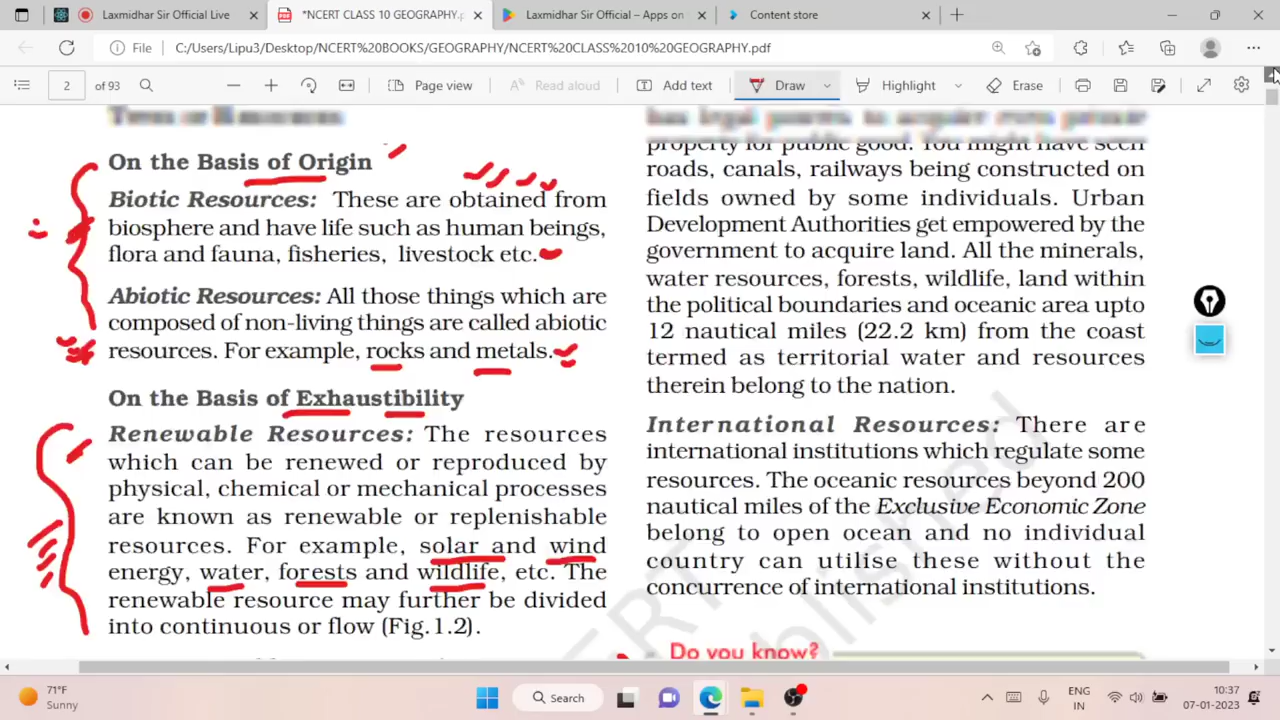 Laxmidhar Sir Official Live
*NCERT CLASS 10 GEOGRAPHY.p
Laxmidhar Sir Official – Apps on
Content store
File
C:/Users/Lipu3/Desktop/NCERT%20BOOKS/GEOGRAPHY/NCERT%20CLASS%2010%20GEOGRAPHY.pdf
2 of 93
Page view
Read aloud
Add text
Draw
Highlight
Erase
Types of Resources
On the Basis of Origin
Biotic Resources: These are obtained from
biosphere and have life such as human beings,
flora and fauna, fisheries, livestock etc.
Abiotic Resources: All those things which are
composed of non-living things are called abiotic
resources. For example, rocks and metals.
On the Basis of Exhaustibility
Renewable Resources: The resources
which can be renewed or reproduced by
physical, chemical or mechanical processes
are known as renewable or replenishable
resources. For example, solar and wind
energy, water, forests and wildlife, etc. The
renewable resource may further be divided
into continuous or flow (Fig.1.2).
has legal powers to acquire even private
property for public good. You might have seen
roads, canals, railways being constructed on
fields owned by some individuals. Urban
Development Authorities get empowered by the
government to acquire land. All the minerals,
water resources, forests, wildlife, land within
the political boundaries and oceanic area upto
12 nautical miles (22.2 km) from the coast
termed as territorial water and resources
therein belong to the nation.
International Resources: There are
international institutions which regulate some
resources. The oceanic resources beyond 200
nautical miles of the Exclusive Economic Zone
belong to open ocean and no individual
country can utilise these without the
concurrence of international institutions.
Do you know?
71°F
Sunny
Search
ENG
IN
10:37
07-01-2023